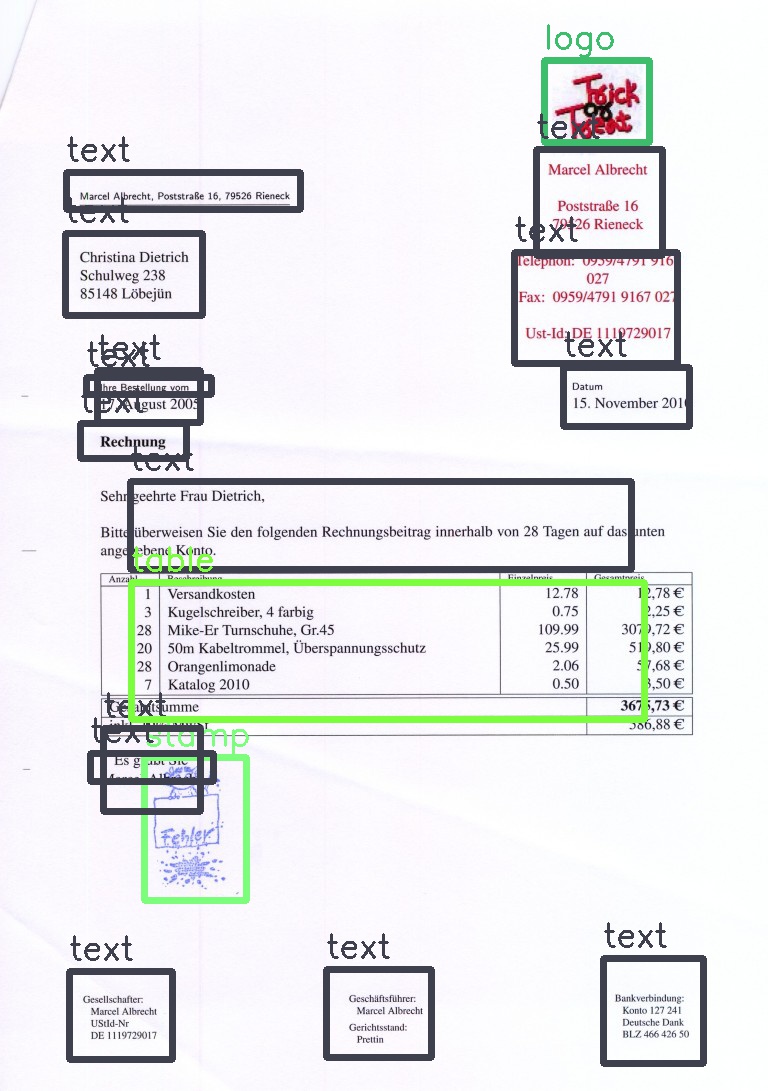 logo
Trick
or
Treat
text
Marcel Albrecht, Poststraße 16, 79526 Rieneck
text
Marcel Albrecht
Poststraße 16
79526 Rieneck
text
Christina Dietrich
Schulweg 238
85148 Löbejün
text
Telephon: 0959/4791 916
027
Fax: 0959/4791 9167 027
Ust-Id: DE 1119729017
text
Datum
15. November 2010
text
text
Ihre Bestellung vom
17. August 2005
text
Rechnung
text
Sehr geehrte Frau Dietrich,
Bitte überweisen Sie den folgenden Rechnungsbeitrag innerhalb von 28 Tagen auf das unten
angegebene Konto.
table
Anzahl Beschreibung Einzelpreis Gesamtpreis
1 Versandkosten 12.78 12,78 €
3 Kugelschreiber, 4 farbig 0.75 2,25 €
28 Mike-Er Turnschuhe, Gr.45 109.99 3079,72 €
20 50m Kabeltrommel, Überspannungsschutz 25.99 519,80 €
28 Orangenlimonade 2.06 57,68 €
7 Katalog 2010 0.50 3,50 €
Gesamtsumme 3675,73 €
586,88 €
text
text
stamp
Es grüßt Sie
Marcel Albrecht
Fehler
text
Gesellschafter:
Marcel Albrecht
UStId-Nr
DE 1119729017
text
Geschäftsführer:
Marcel Albrecht
Gerichtsstand:
Prettin
text
Bankverbindung:
Konto 127 241
Deutsche Dank
BLZ 466 426 50